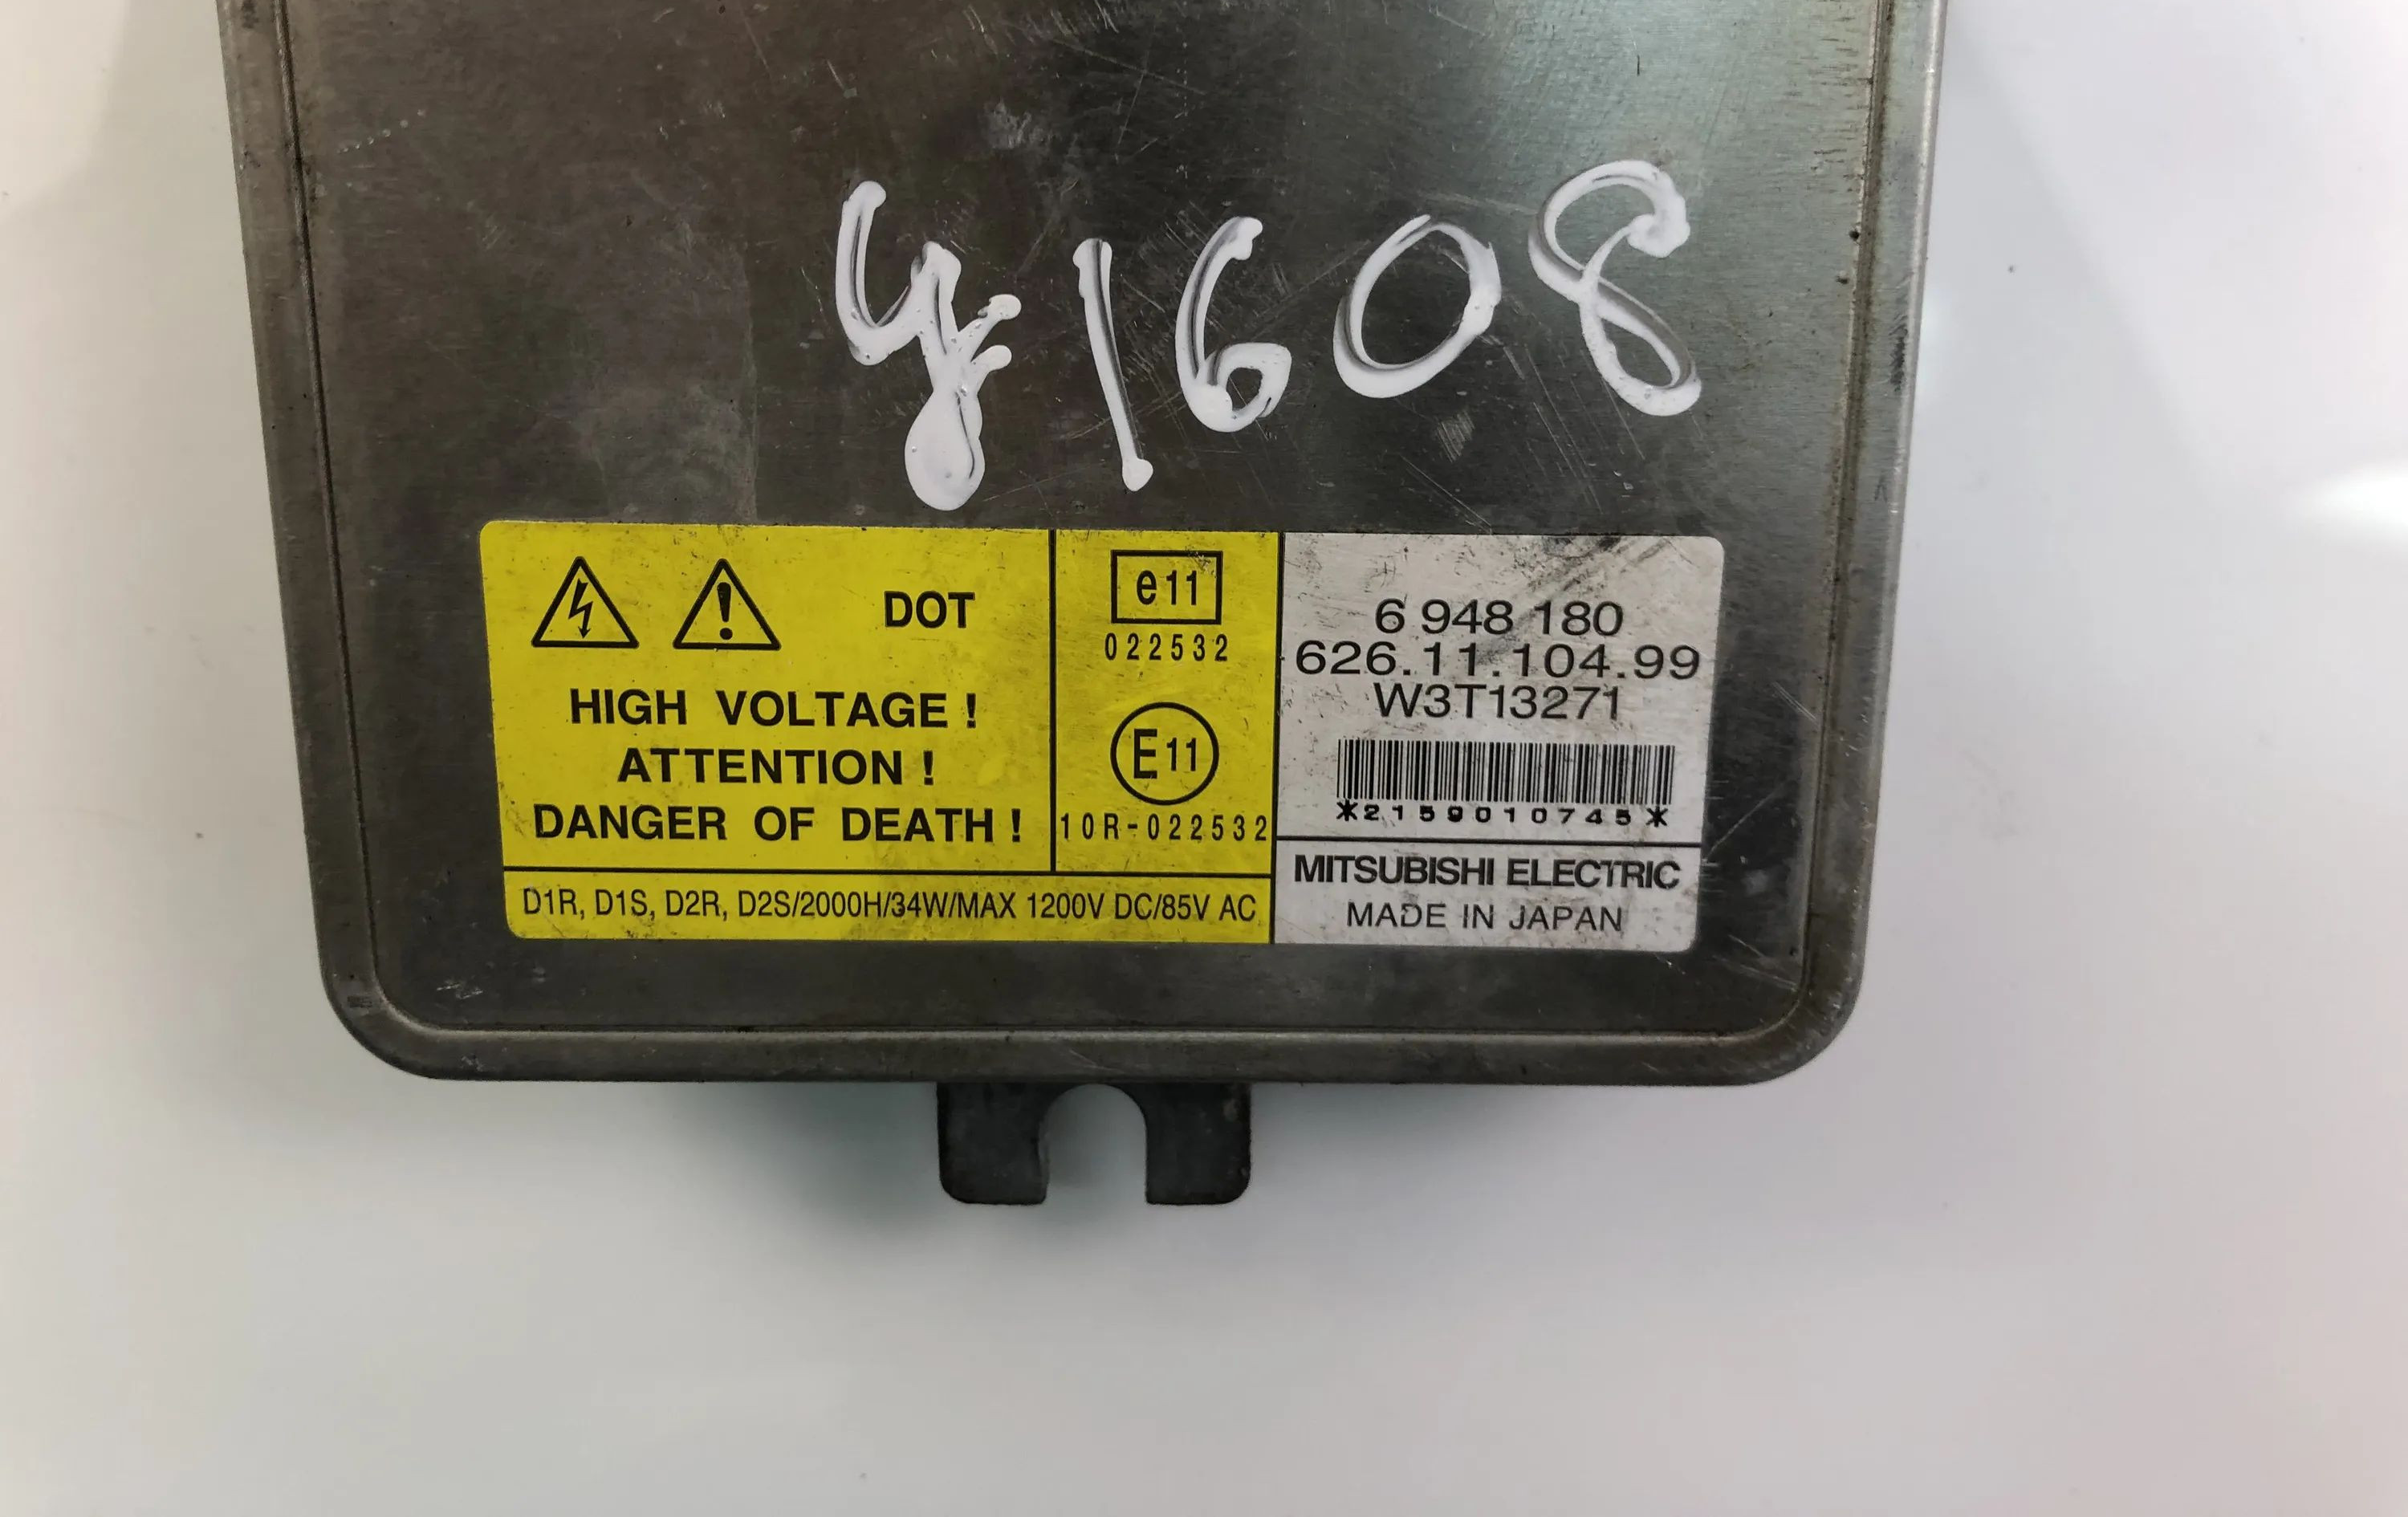 41608
DOT
HIGH VOLTAGE !
ATTENTION !
DANGER OF DEATH !
e11
022532
E11
10R-022532
D1R, D1S, D2R, D2S/2000H/34W/MAX 1200V DC/85V AC
6 948 180
626.11.104.99
W3T13271
*2159010745*
MITSUBISHI ELECTRIC
MADE IN JAPAN